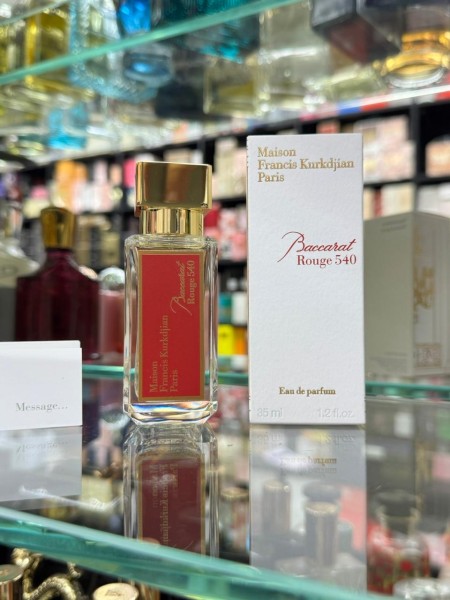 Maison
Francis Kurkdjian
Paris
Baccarat
Rouge 540
Eau de parfum
35 ml 1.2 fl.oz.
Baccarat
Rouge 540
Maison
Francis Kurkdjian
Paris
Message...